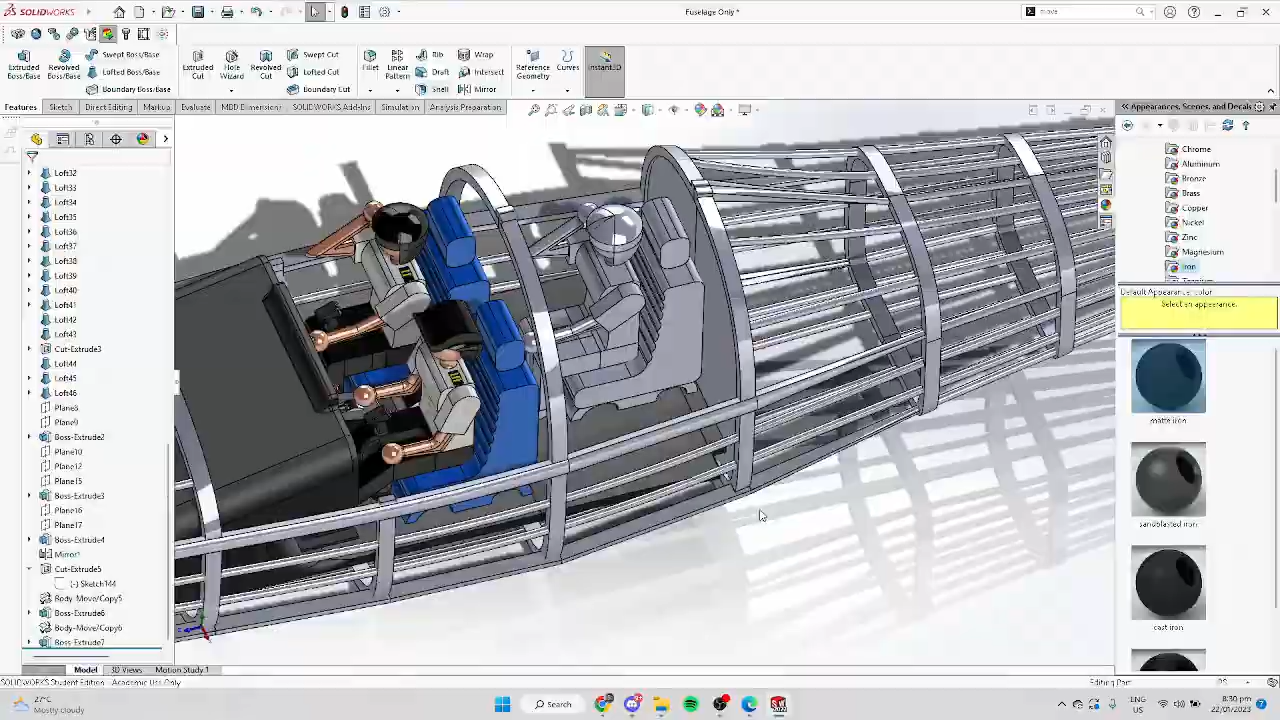 SOLIDWORKS
Fuselage Only *
move
Extruded Boss/Base
Revolved Boss/Base
Swept Boss/Base
Lofted Boss/Base
Boundary Boss/Base
Extruded Cut
Hole Wizard
Revolved Cut
Swept Cut
Lofted Cut
Boundary Cut
Fillet
Linear Pattern
Rib
Draft
Shell
Wrap
Intersect
Mirror
Reference Geometry
Curves
Instant3D
Features
Sketch
Direct Editing
Markup
Evaluate
MBD Dimensions
SOLIDWORKS Add-Ins
Simulation
Analysis Preparation
Loft32
Loft33
Loft34
Loft35
Loft36
Loft37
Loft38
Loft39
Loft40
Loft41
Loft42
Loft43
Cut-Extrude3
Loft44
Loft45
Loft46
Plane8
Plane9
Boss-Extrude2
Plane10
Plane12
Plane15
Boss-Extrude3
Plane16
Plane17
Boss-Extrude4
Mirror1
Cut-Extrude5
(-) Sketch144
Body-Move/Copy5
Boss-Extrude6
Body-Move/Copy6
Boss-Extrude7
Appearances, Scenes, and Decals
Chrome
Aluminum
Bronze
Brass
Copper
Nickel
Zinc
Magnesium
Iron
Default Appearance: color
Select an appearance.
matte iron
sandblasted iron
cast iron
Model
3D Views
Motion Study 1
SOLIDWORKS Student Edition - Academic Use Only
Editing Part
27°C
Mostly cloudy
Search
ENG
US
8:30 pm
22/01/2023